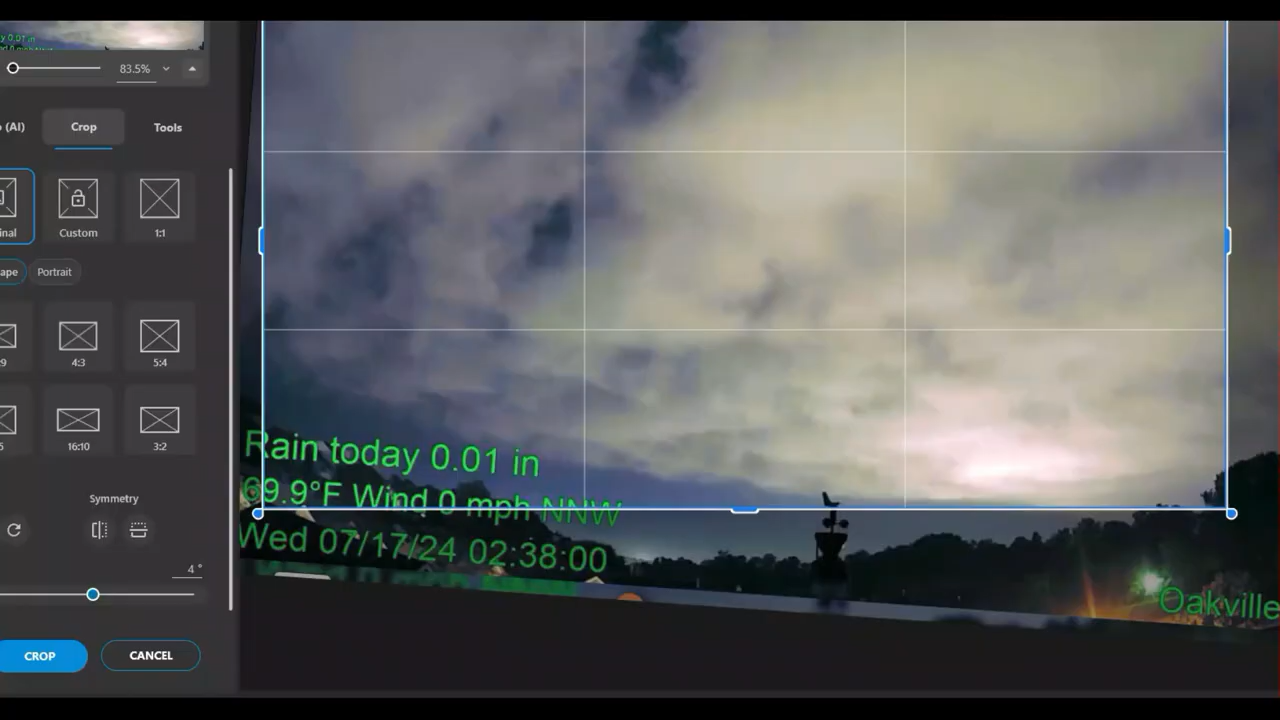 83.5%
(AI) Crop Tools
Custom 1:1
Portrait
4:3 5:4
16:10 3:2
Symmetry
4°
CROP CANCEL
Rain today 0.01 in
69.9°F Wind 0 mph NNW
Wed 07/17/24 02:38:00
Oakville